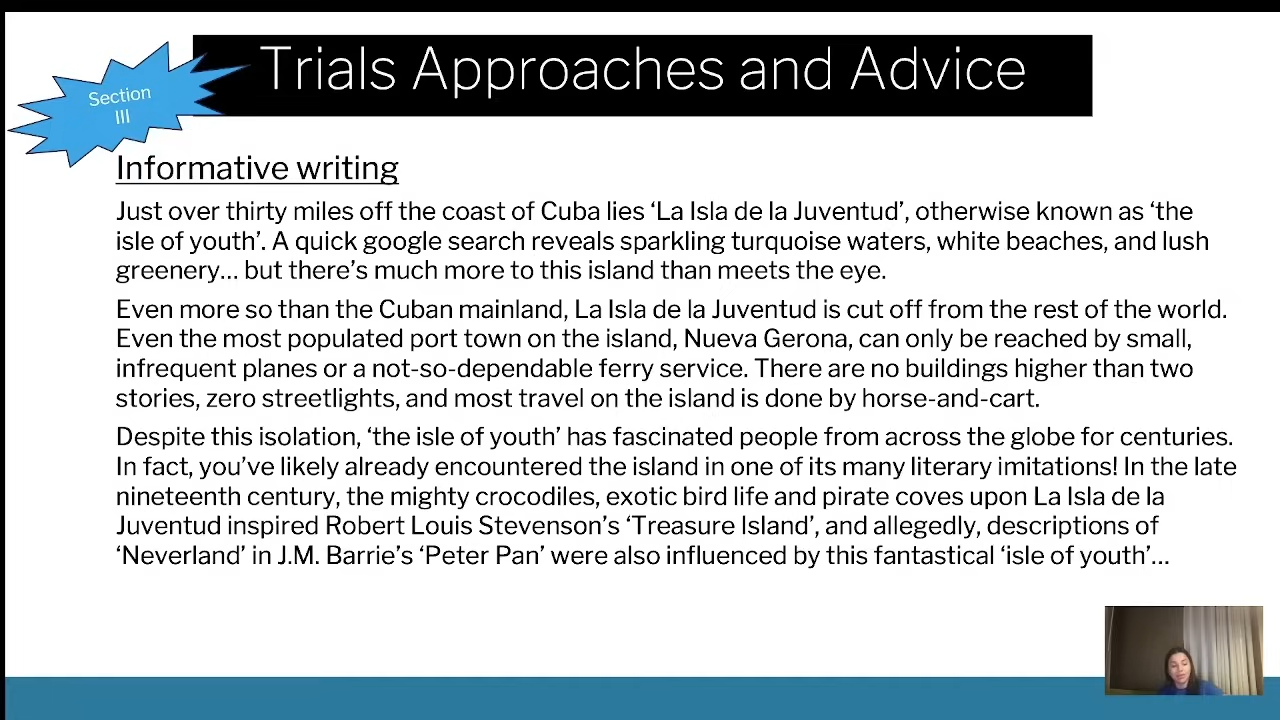 Trials Approaches and Advice
Section
III
Informative writing
Just over thirty miles off the coast of Cuba lies ‘La Isla de la Juventud’, otherwise known as ‘the
isle of youth’. A quick google search reveals sparkling turquoise waters, white beaches, and lush
greenery… but there’s much more to this island than meets the eye.
Even more so than the Cuban mainland, La Isla de la Juventud is cut off from the rest of the world.
Even the most populated port town on the island, Nueva Gerona, can only be reached by small,
infrequent planes or a not-so-dependable ferry service. There are no buildings higher than two
stories, zero streetlights, and most travel on the island is done by horse-and-cart.
Despite this isolation, ‘the isle of youth’ has fascinated people from across the globe for centuries.
In fact, you’ve likely already encountered the island in one of its many literary imitations! In the late
nineteenth century, the mighty crocodiles, exotic bird life and pirate coves upon La Isla de la
Juventud inspired Robert Louis Stevenson’s ‘Treasure Island’, and allegedly, descriptions of
‘Neverland’ in J.M. Barrie’s ‘Peter Pan’ were also influenced by this fantastical ‘isle of youth’…